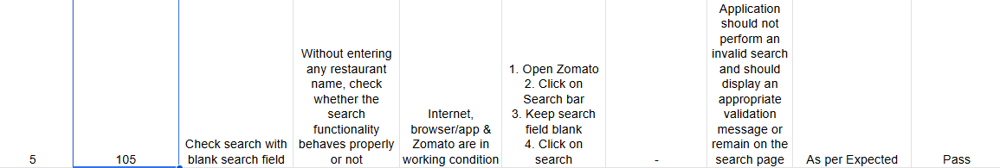 5
105
Check search with
blank search field
Without entering
any restaurant
name, check
whether the
search
functionality
behaves properly
or not
Internet,
browser/app &
Zomato are in
working condition
1. Open Zomato
2. Click on
Search bar
3. Keep search
field blank
4. Click on
search
-
Application
should not
perform an
invalid search
and should
display an
appropriate
validation
message or
remain on the
search page
As per Expected
Pass